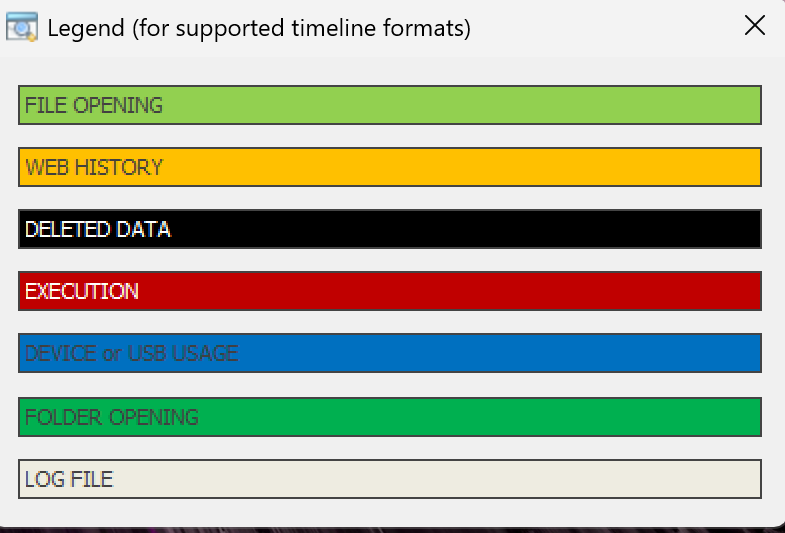 Legend (for supported timeline formats)
FILE OPENING
WEB HISTORY
DELETED DATA
EXECUTION
DEVICE or USB USAGE
FOLDER OPENING
LOG FILE